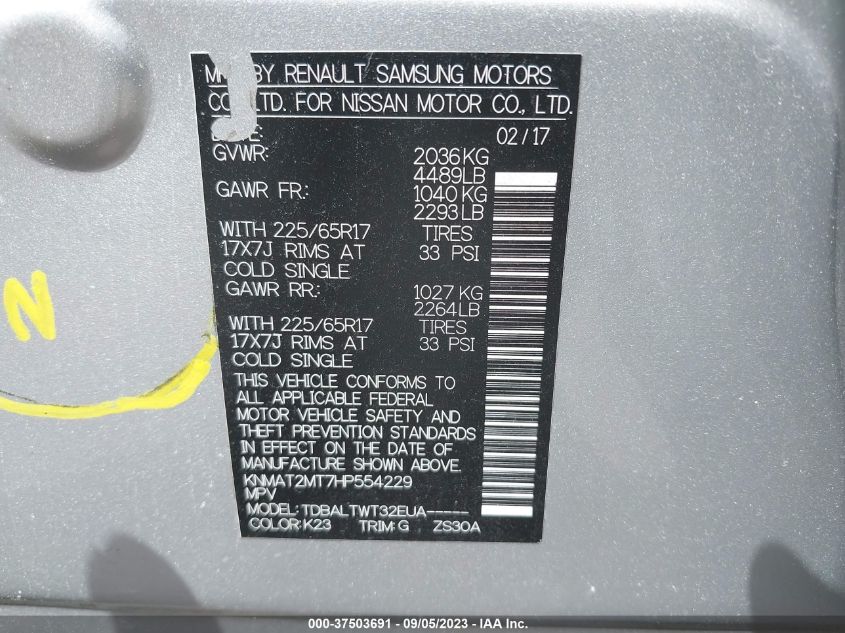 BY RENAULT SAMSUNG MOTORS
LTD. FOR NISSAN MOTOR CO., LTD.
02/17
GVWR: 2036KG
4489LB
GAWR FR: 1040KG
2293LB
WITH 225/65R17 TIRES
17X7J RIMS AT 33 PSI
COLD SINGLE
GAWR RR: 1027KG
2264LB
WITH 225/65R17 TIRES
17X7J RIMS AT 33 PSI
COLD SINGLE
THIS VEHICLE CONFORMS TO
ALL APPLICABLE FEDERAL
MOTOR VEHICLE SAFETY AND
THEFT PREVENTION STANDARDS
IN EFFECT ON THE DATE OF
MANUFACTURE SHOWN ABOVE.
KNMAT2MT7HP554229
MPV
MODEL: TDBALTWT32EUA-----
COLOR:K23 TRIM:G ZS30A
N
000-37503691 - 09/05/2023 - IAA Inc.